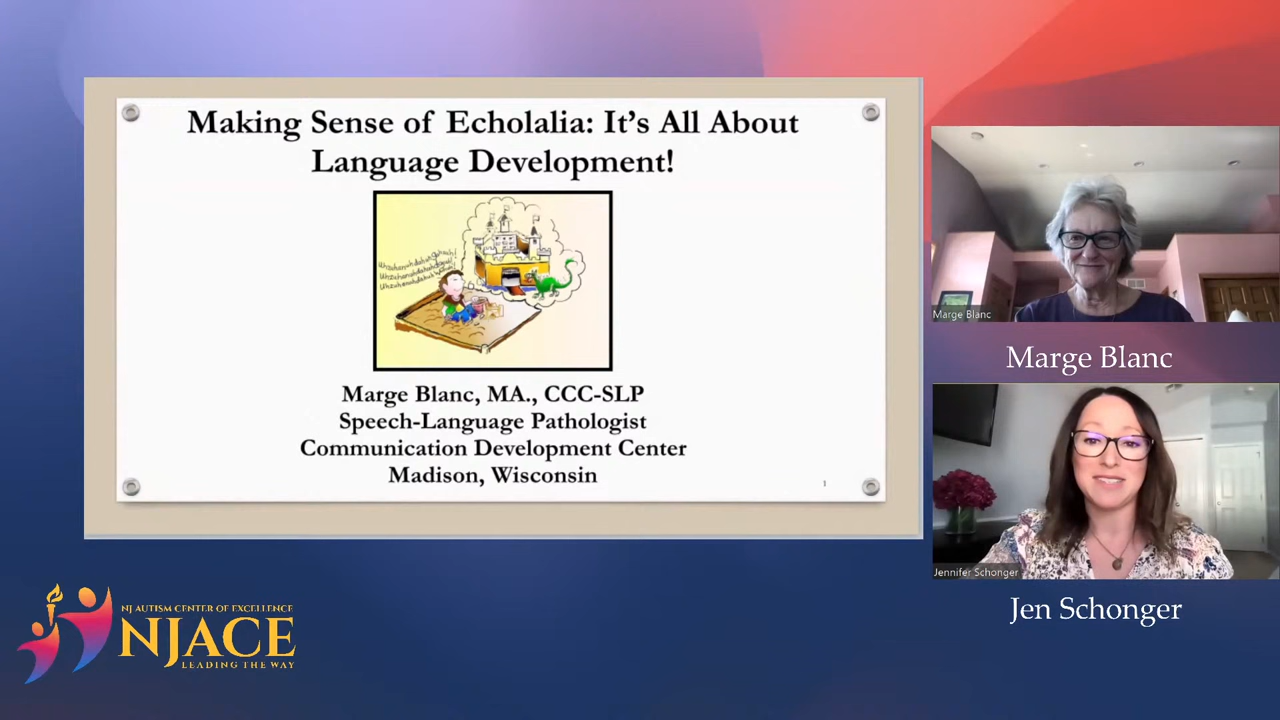 Making Sense of Echolalia: It's All About
Language Development!
Marge Blanc, MA., CCC-SLP
Speech-Language Pathologist
Communication Development Center
Madison, Wisconsin
1
Marge Blanc
Marge Blanc
Jennifer Schonger
Jen Schonger
NJ AUTISM CENTER OF EXCELLENCE
NJACE
LEADING THE WAY